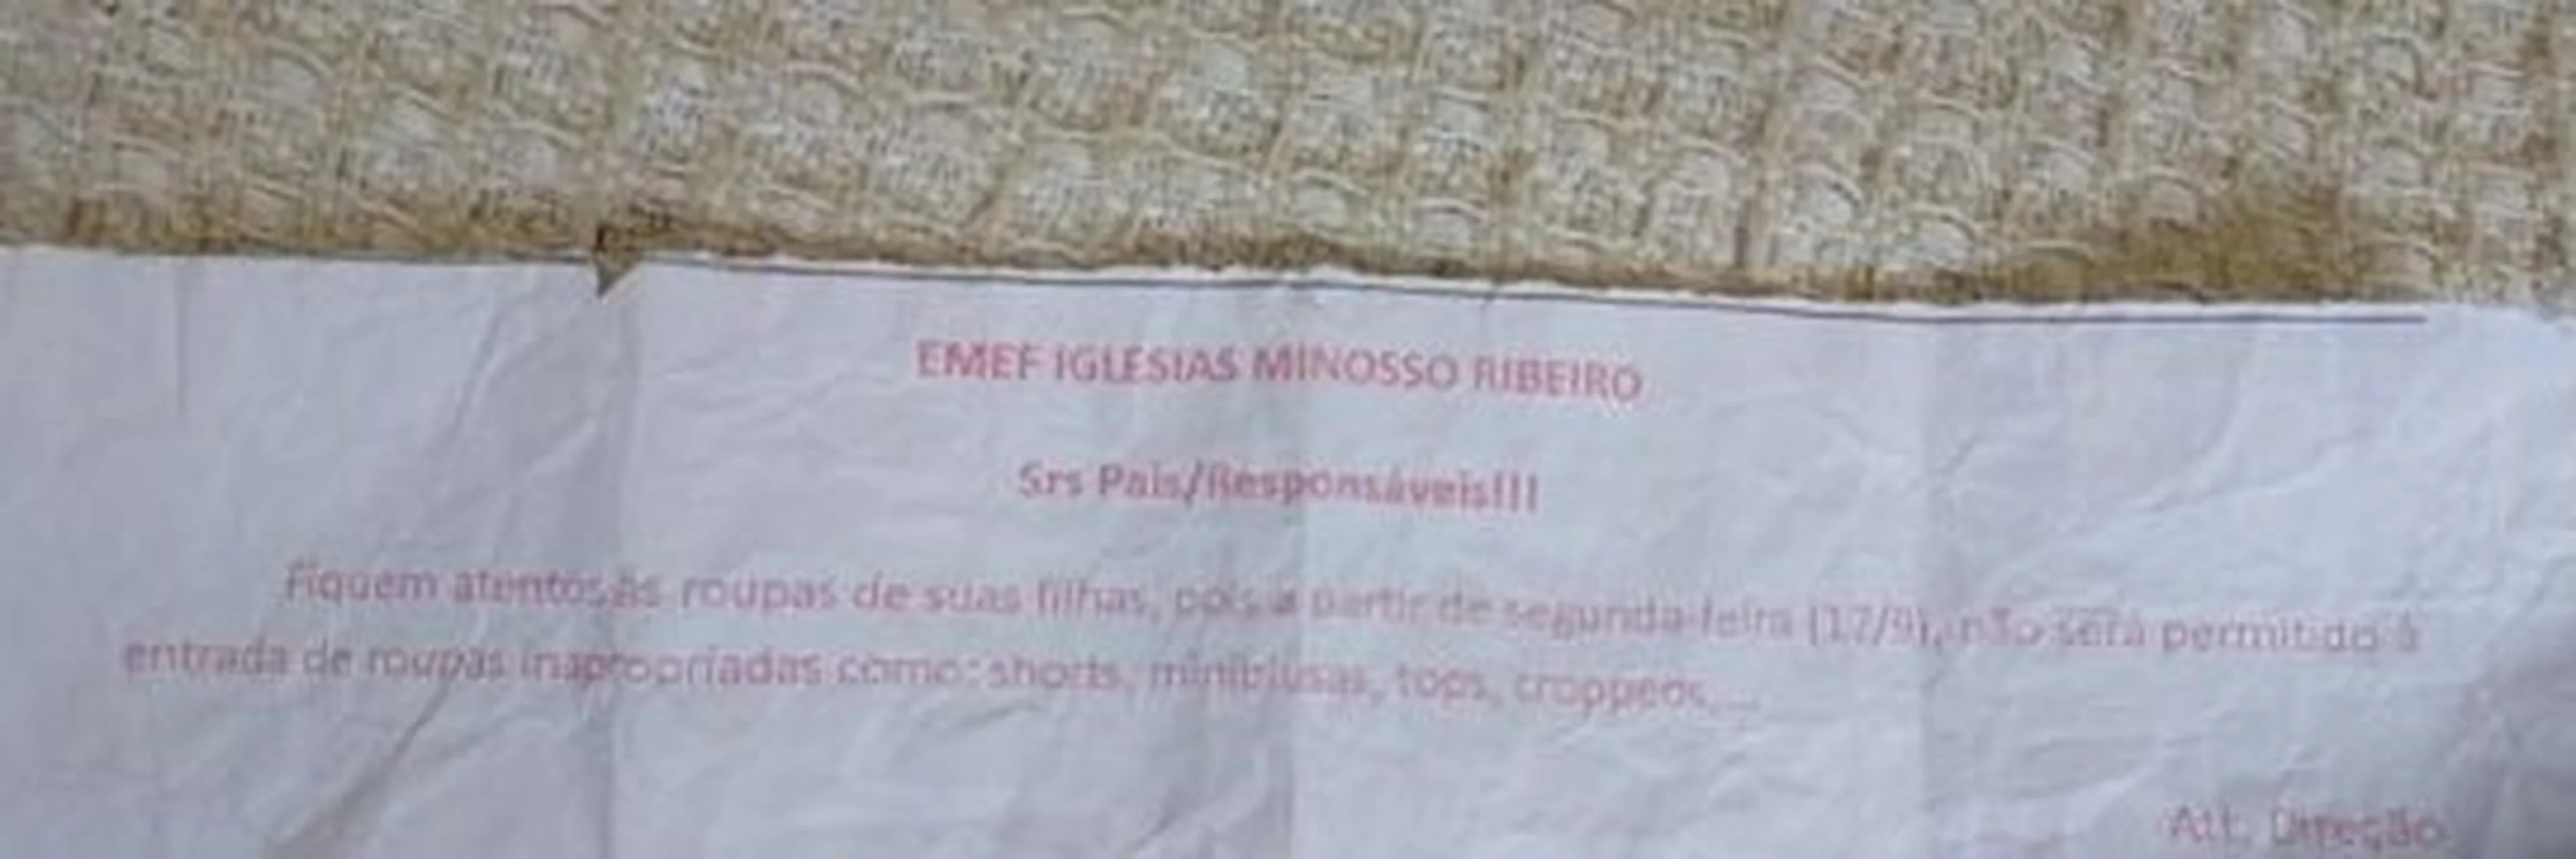 EMEF IGLESIAS MINOSSO RIBEIRO
Srs Pais/Responsáveis!!!
Fiquem atentos às roupas de suas filhas, pois a partir de segunda-feira (17/9), não será permitido à
entrada de roupas inapropriadas como: shorts, miniblusas, tops, croppeds,...
Att. Direção